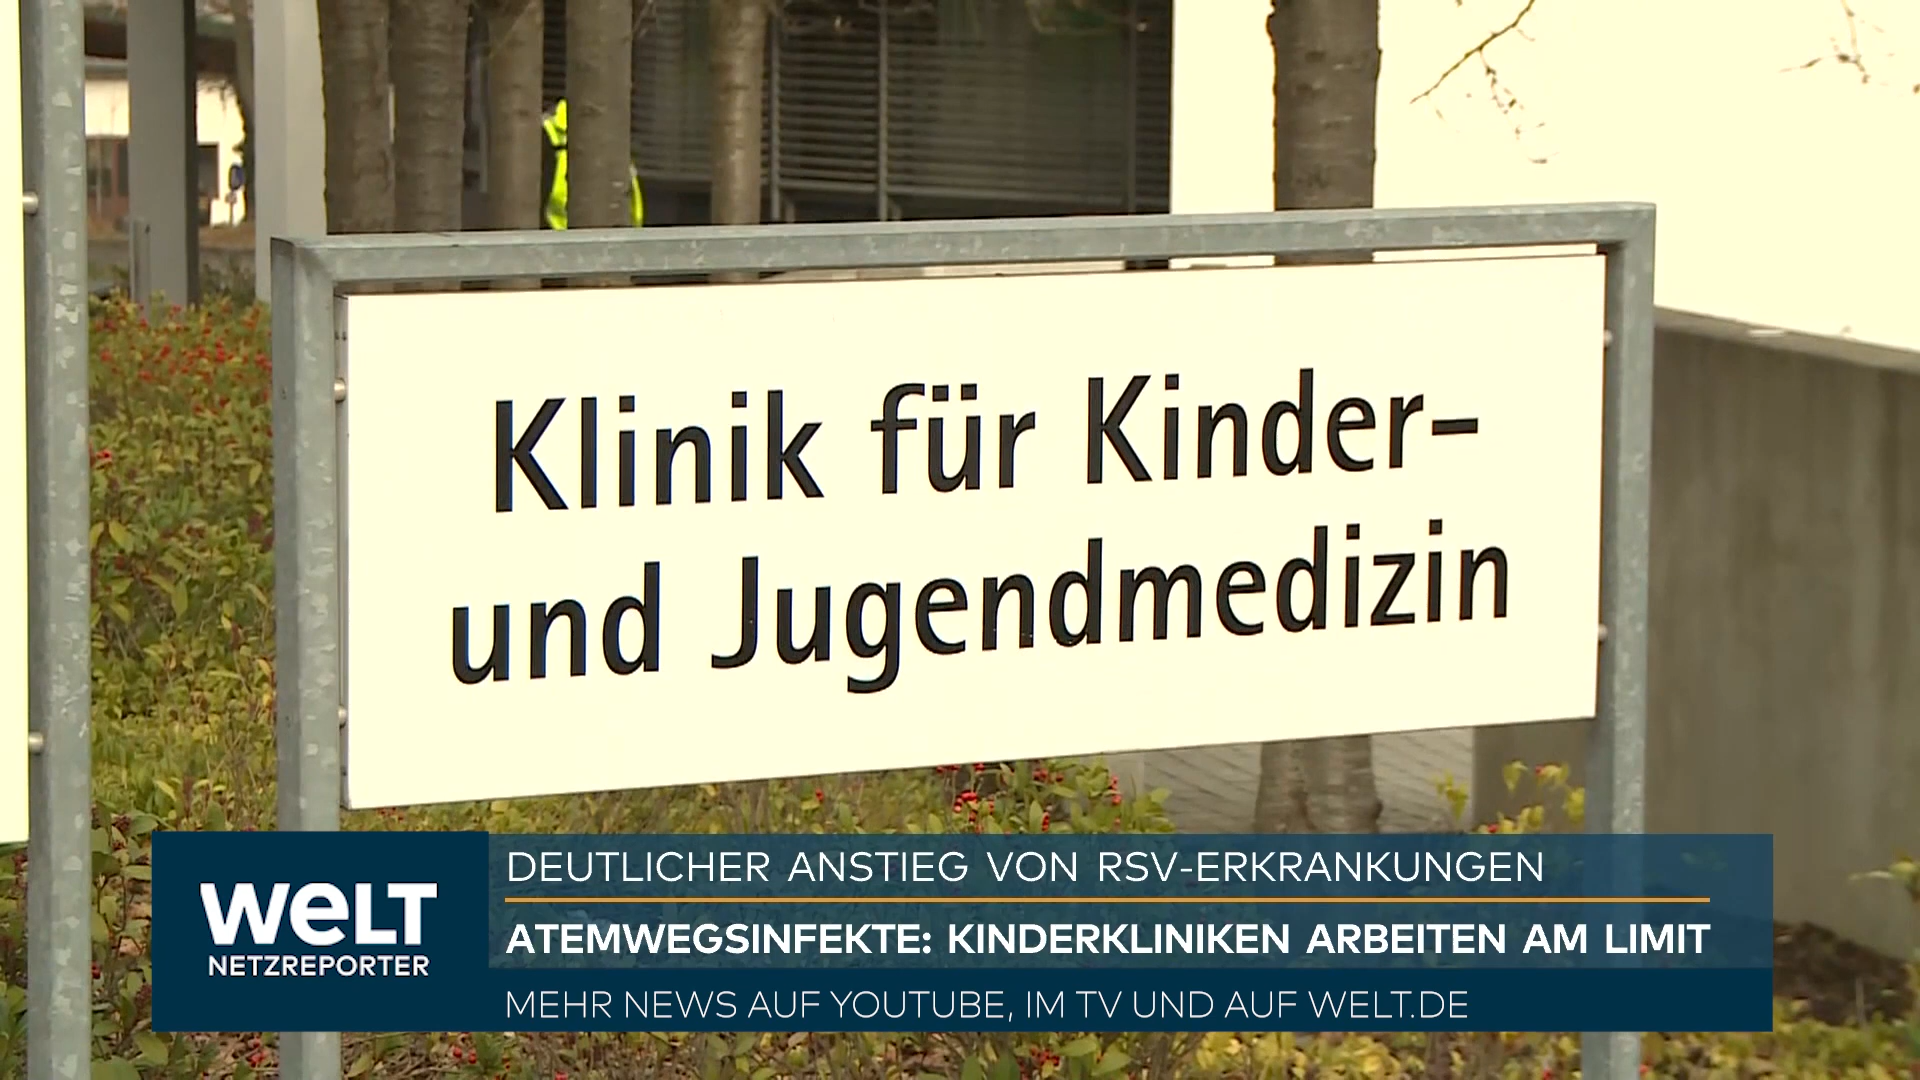 Klinik für Kinder-
und Jugendmedizin
DEUTLICHER ANSTIEG VON RSV-ERKRANKUNGEN
WELT
NETZREPORTER
ATEMWEGSINFEKTE: KINDERKLINIKEN ARBEITEN AM LIMIT
MEHR NEWS AUF YOUTUBE, IM TV UND AUF WELT.DE